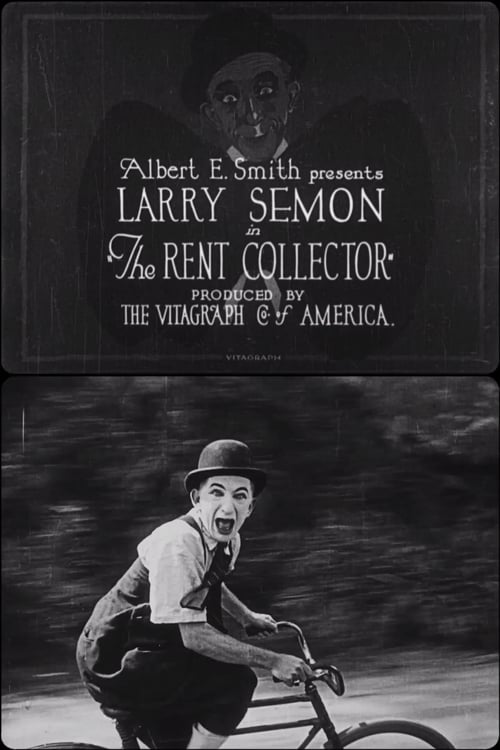 Albert E. Smith presents
LARRY SEMON
in
"The RENT COLLECTOR"
PRODUCED BY
THE VITAGRAPH Co. of AMERICA.
VITAGRAPH